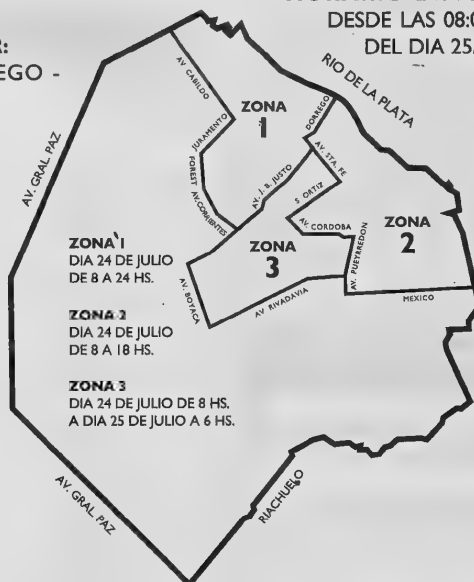 DESDE LAS 08:0
DEL DIA 25
R:
EGO -
RIO DE LA PLATA
AV. CABILDO
AV. GRAL PAZ
ZONA
1
DORREGO
JURAMENTO
AV. STA. FE
FOREST
AV. J. B. JUSTO
AV. CORRIENTES
S. ORTIZ
AV. CORDOBA
ZONA
2
ZONA
3
AV. PUEYRREDON
AV. BOYACA
AV RIVADAVIA
MEXICO
ZONA 1
DIA 24 DE JULIO
DE 8 A 24 HS.
ZONA 2
DIA 24 DE JULIO
DE 8 A 18 HS.
ZONA 3
DIA 24 DE JULIO DE 8 HS.
A DIA 25 DE JULIO A 6 HS.
AV. GRAL PAZ
RIACHUELO